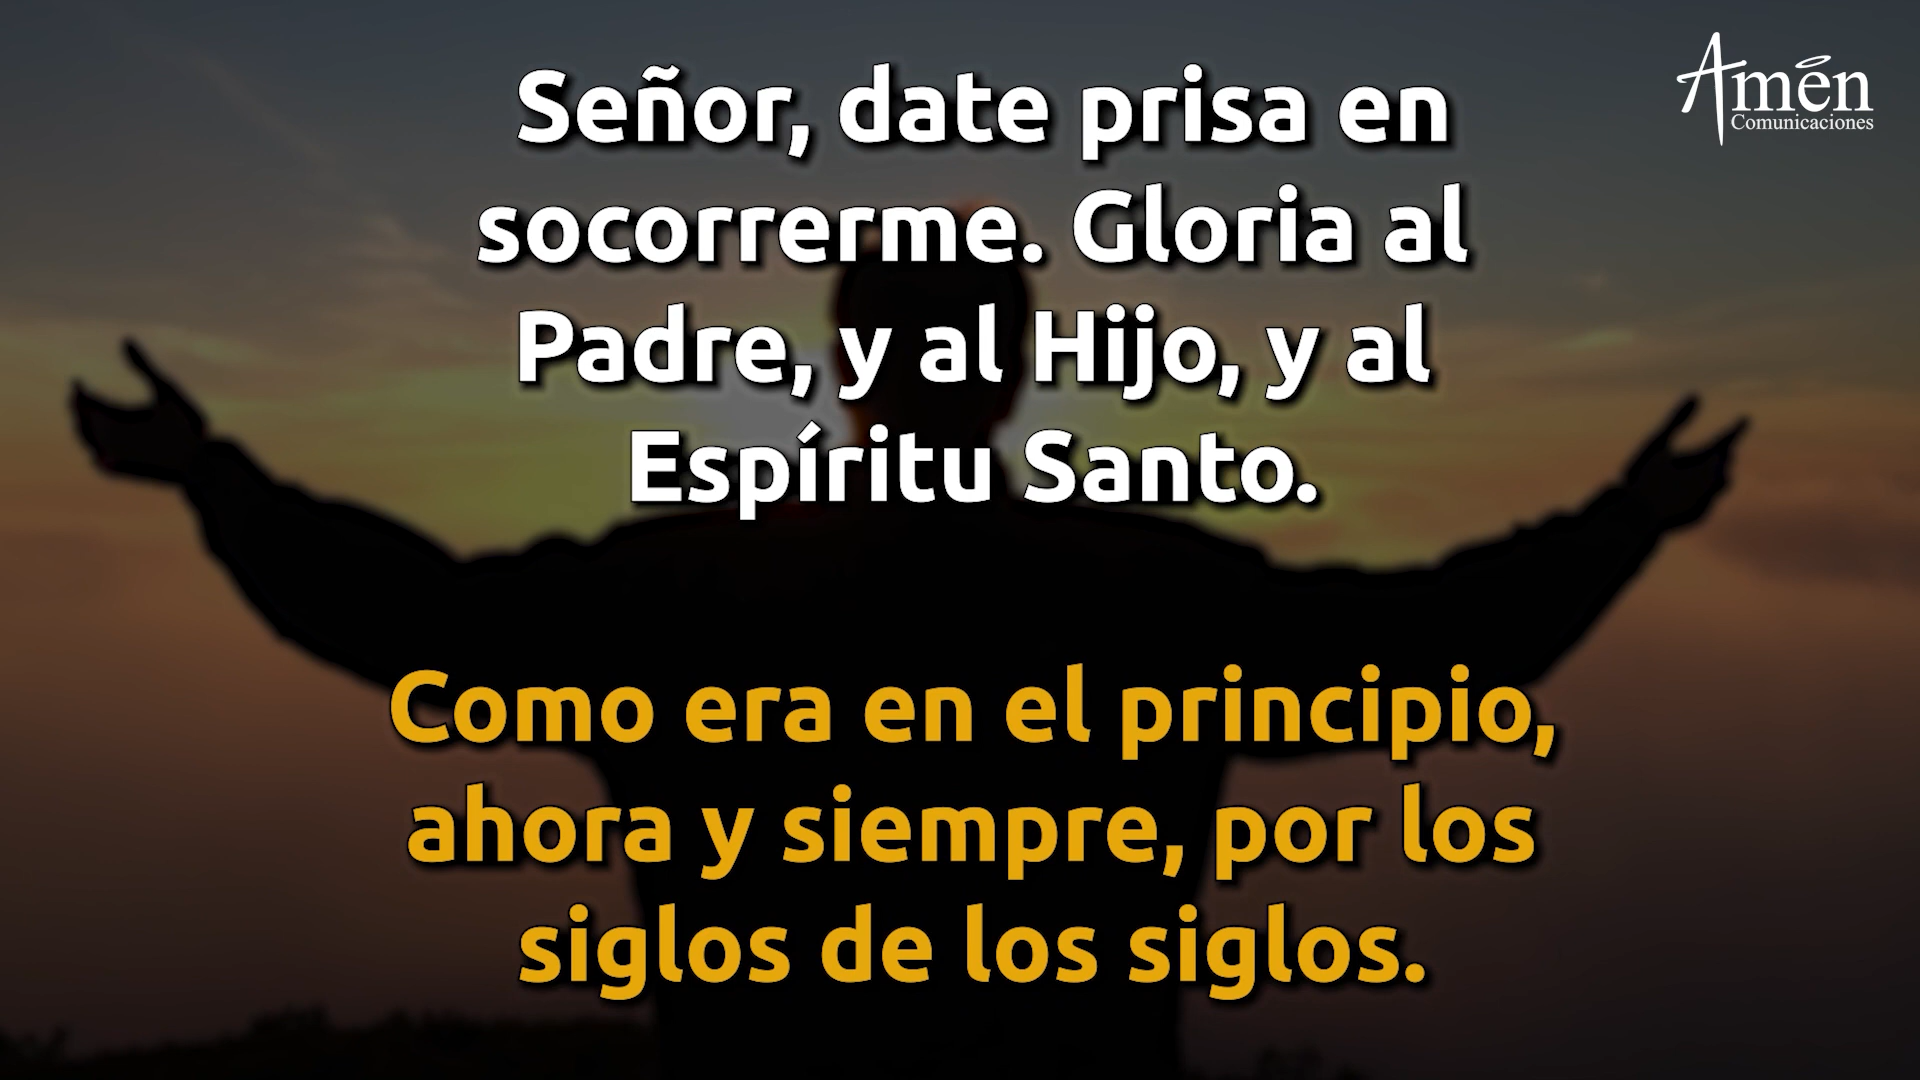 Amén
Comunicaciones
Señor, date prisa en
socorrerme. Gloria al
Padre, y al Hijo, y al
Espíritu Santo.
Como era en el principio,
ahora y siempre, por los
siglos de los siglos.